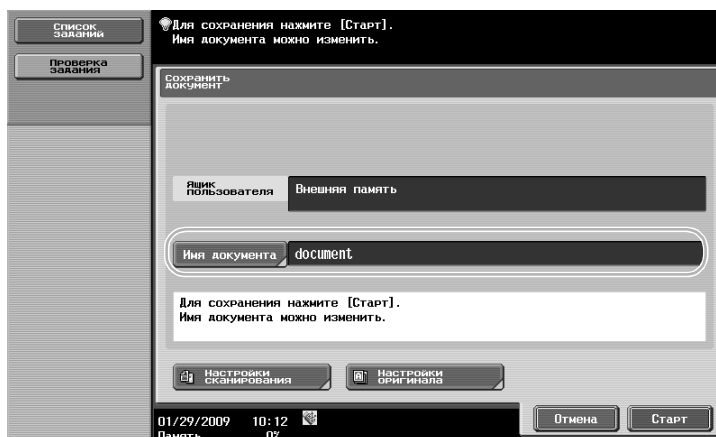 Список
заданий
Проверка
задания
Для сохранения нажмите [Старт].
Имя документа можно изменить.
Сохранить
документ
Ящик
пользователя
Внешняя память
Имя документа
document
Для сохранения нажмите [Старт].
Имя документа можно изменить.
Настройки
сканирования
Настройки
оригинала
01/29/2009 10:12
Память 0%
Отмена
Старт